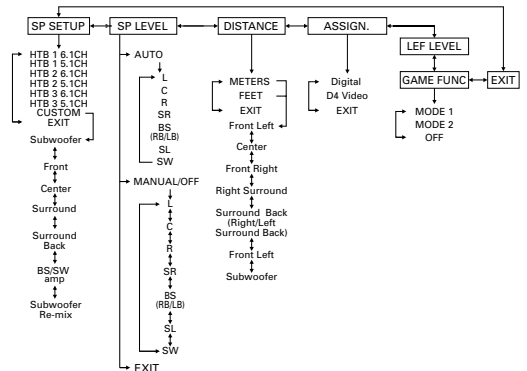 SP SETUP
SP LEVEL
DISTANCE
ASSIGN.
LEF LEVEL
GAME FUNC
EXIT
HTB 1 6.1CH
HTB 1 5.1CH
HTB 2 6.1CH
HTB 2 5.1CH
HTB 3 6.1CH
HTB 3 5.1CH
CUSTOM
EXIT
Subwoofer
Front
Center
Surround
Surround
Back
BS/SW
amp
Subwoofer
Re-mix
AUTO
L
C
R
SR
BS
(RB/LB)
SL
SW
MANUAL/OFF
L
C
R
SR
BS
(RB/LB)
SL
SW
EXIT
METERS
FEET
EXIT
Front Left
Center
Front Right
Right Surround
Surround Back
(Right/Left
Surround Back)
Front Left
Subwoofer
Digital
D4 Video
EXIT
MODE 1
MODE 2
OFF